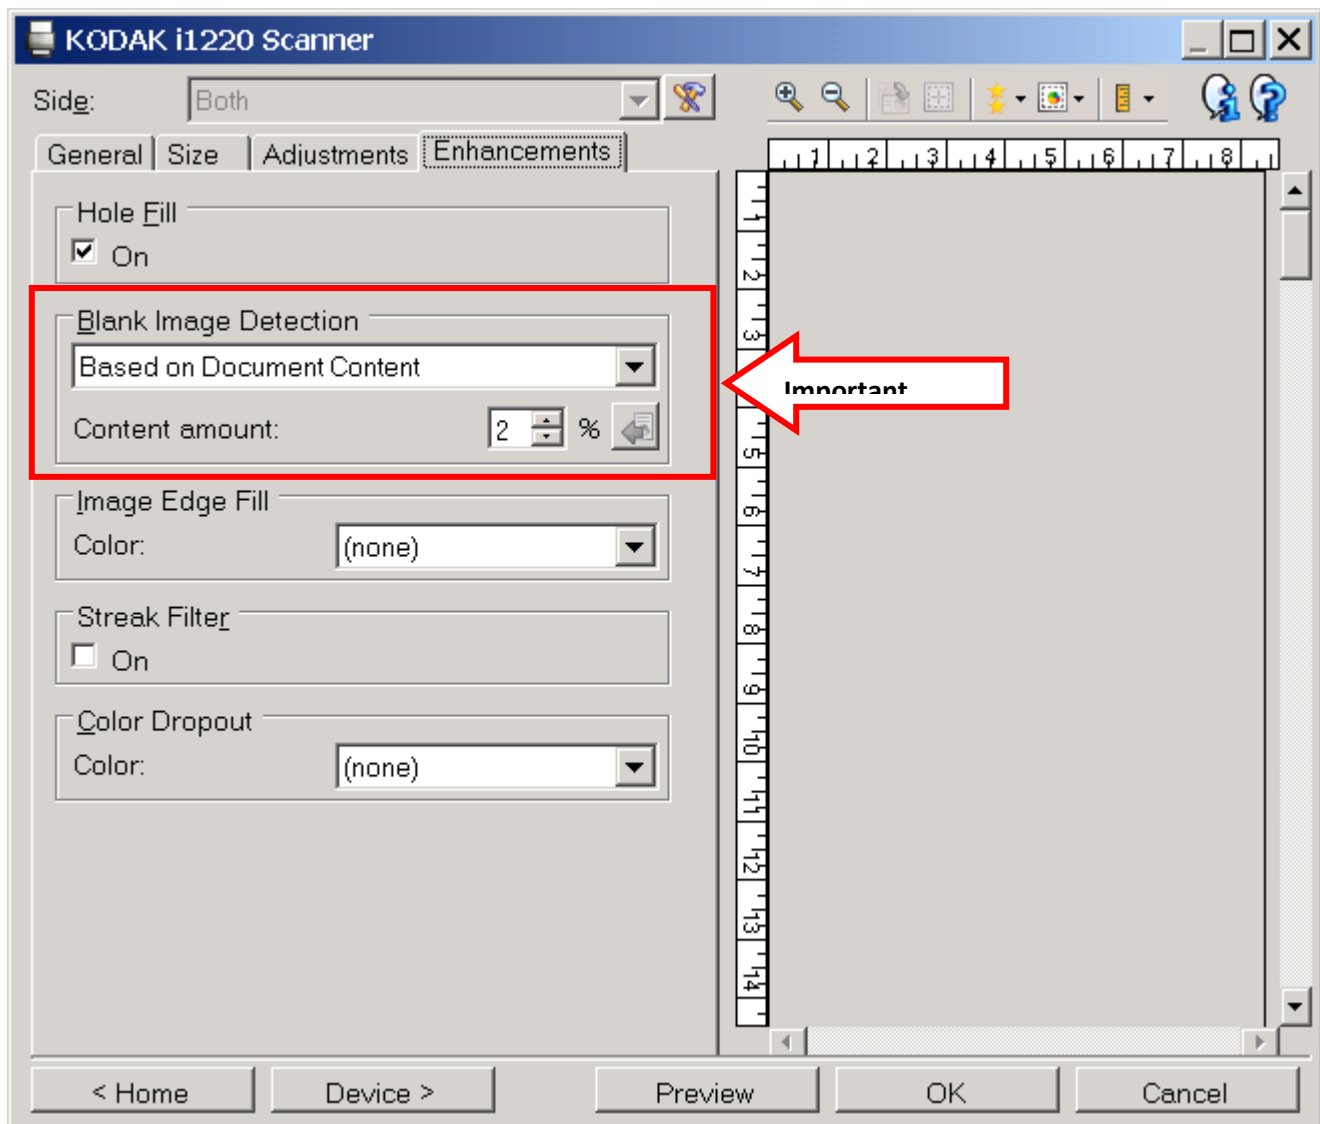 KODAK i1220 Scanner
Side: Both
General Size Adjustments Enhancements
Hole Fill
On
Blank Image Detection
Based on Document Content
Content amount: 2 %
Image Edge Fill
Color: (none)
Streak Filter
On
Color Dropout
Color: (none)
1 2 3 4 5 6 7 8
1
2
3
5
6
7
8
9
10
11
12
13
14
Important
< Home Device > Preview OK Cancel